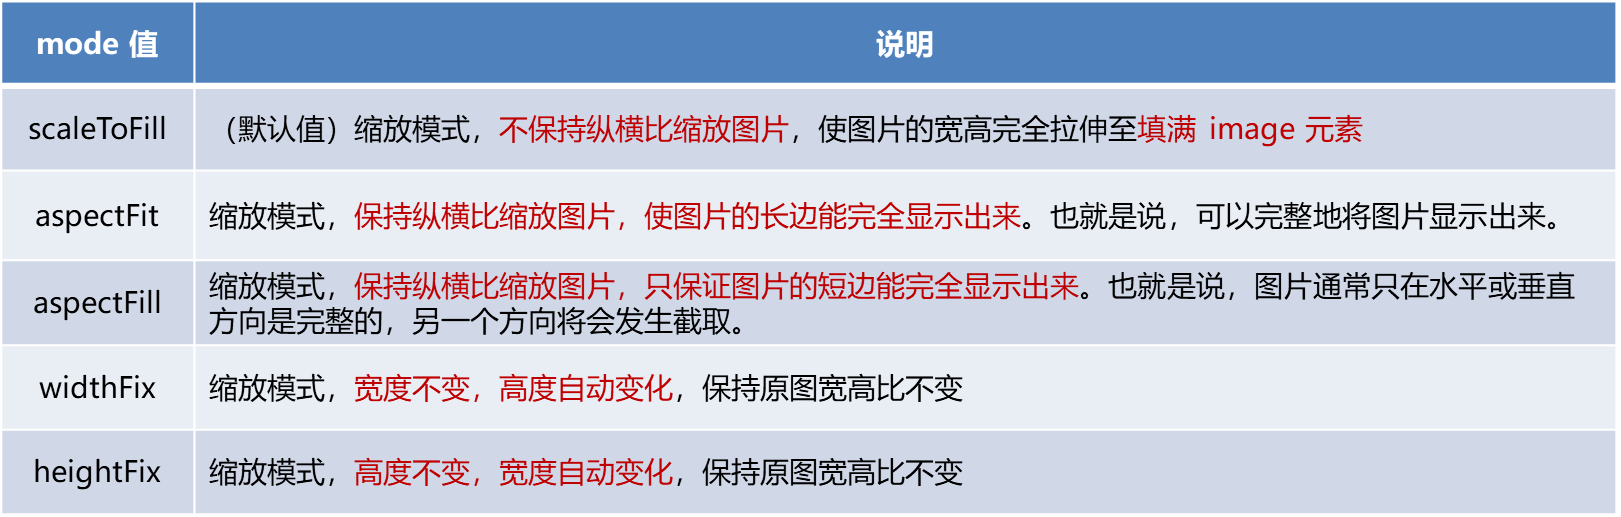 mode 值
说明
scaleToFill
（默认值）缩放模式，不保持纵横比缩放图片，使图片的宽高完全拉伸至填满 image 元素
aspectFit
缩放模式，保持纵横比缩放图片，使图片的长边能完全显示出来。也就是说，可以完整地将图片显示出来。
aspectFill
缩放模式，保持纵横比缩放图片，只保证图片的短边能完全显示出来。也就是说，图片通常只在水平或垂直
方向是完整的，另一个方向将会发生截取。
widthFix
缩放模式，宽度不变，高度自动变化，保持原图宽高比不变
heightFix
缩放模式，高度不变，宽度自动变化，保持原图宽高比不变